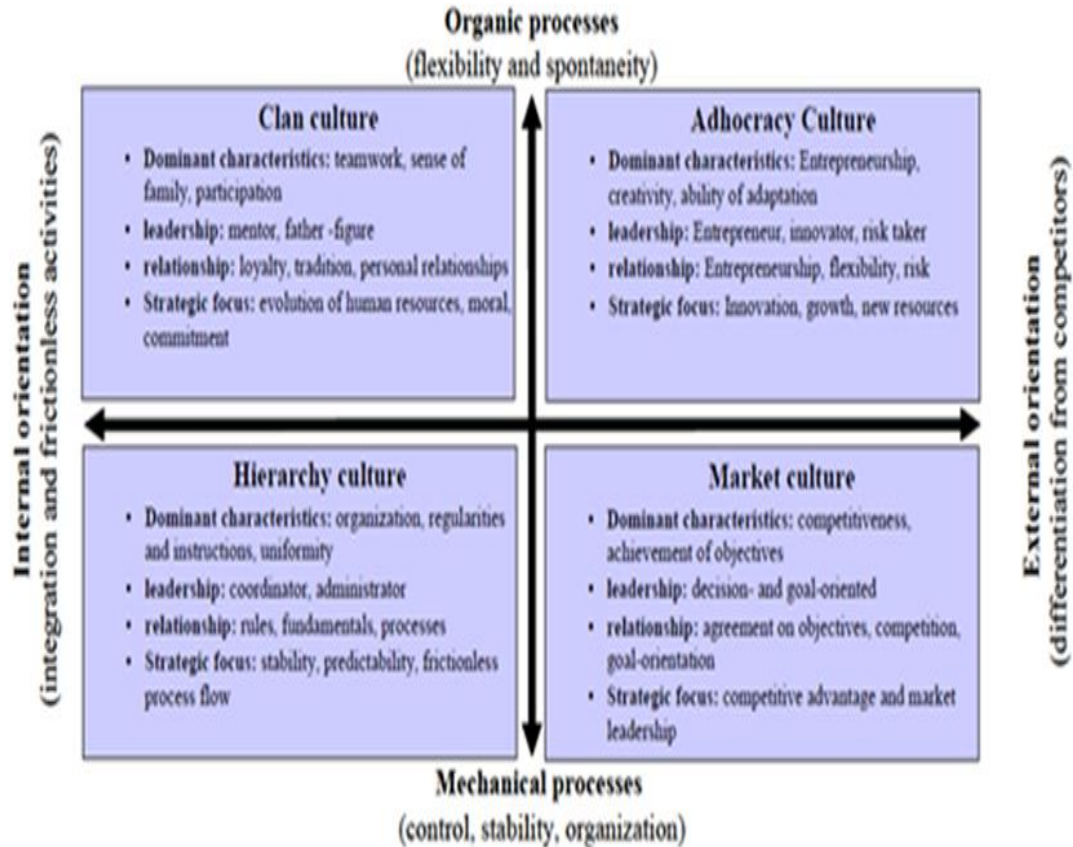 Organic processes
(flexibility and spontaneity)
Internal orientation
(integration and frictionless activities)
Clan culture
• Dominant characteristics: teamwork, sense of
family, participation
• leadership: mentor, father -figure
• relationship: loyalty, tradition, personal relationships
• Strategic focus: evolution of human resources, moral,
commitment
Adhocracy Culture
• Dominant characteristics: Entrepreneurship,
creativity, ability of adaptation
• leadership: Entrepreneur, innovator, risk taker
• relationship: Entrepreneurship, flexibility, risk
• Strategic focus: Innovation, growth, new resources
Hierarchy culture
• Dominant characteristics: organization, regularities
and instructions, uniformity
• leadership: coordinator, administrator
• relationship: rules, fundamentals, processes
• Strategic focus: stability, predictability, frictionless
process flow
Market culture
• Dominant characteristics: competitiveness,
achievement of objectives
• leadership: decision- and goal-oriented
• relationship: agreement on objectives, competition,
goal-orientation
• Strategic focus: competitive advantage and market
leadership
External orientation
(differentiation from competitors)
Mechanical processes
(control, stability, organization)